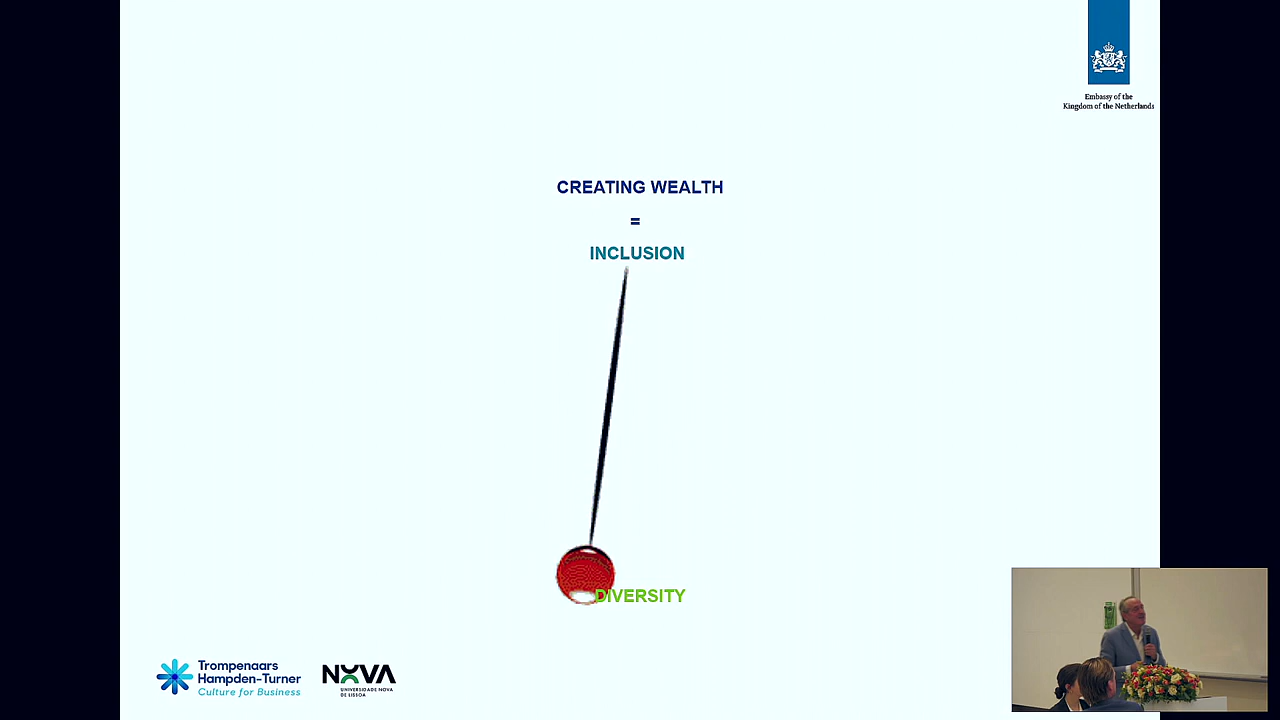 Embassy of the
Kingdom of the Netherlands
CREATING WEALTH
=
INCLUSION
DIVERSITY
Trompenaars
Hampden-Turner
Culture for Business
NOVA
UNIVERSIDADE NOVA
DE LISBOA